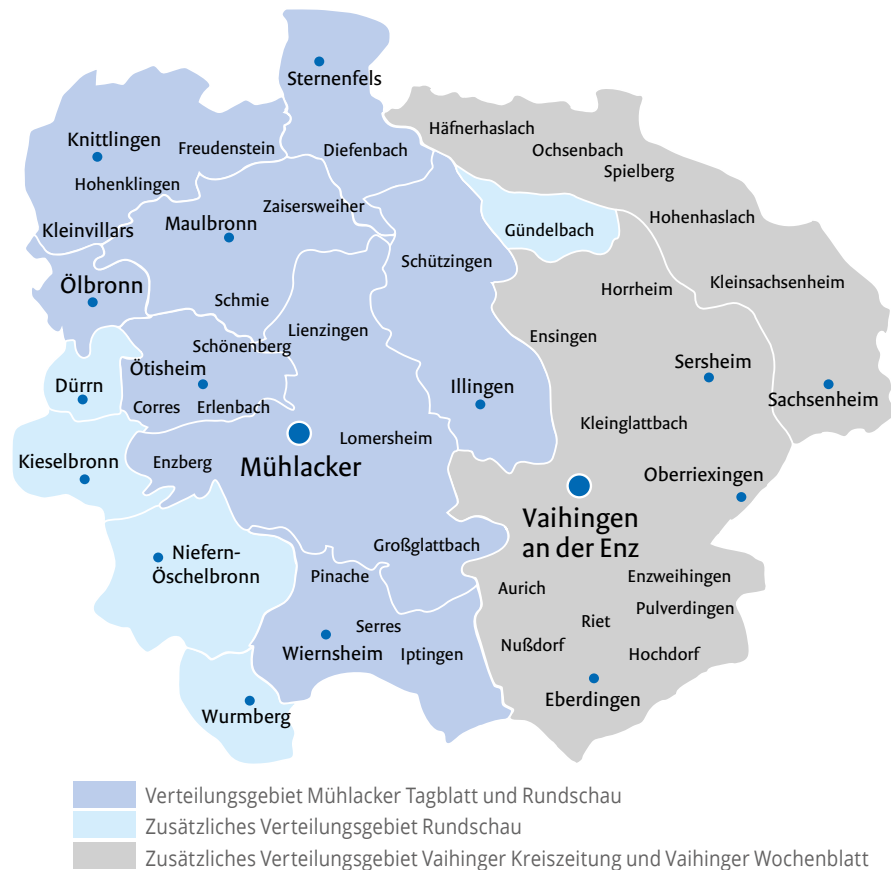 Sternenfels
Häfnerhaslach
Knittlingen
Freudenstein
Diefenbach
Ochsenbach
Spielberg
Hohenklingen
Zaisersweiher
Kleinvillars
Maulbronn
Gündelbach
Hohenhaslach
Schützingen
Ölbronn
Schmie
Horrheim
Kleinsachsenheim
Lienzingen
Ensingen
Schönenberg
Ötisheim
Sersheim
Dürrn
Illingen
Sachsenheim
Corres
Erlenbach
Kleinglattbach
Lomersheim
Kieselbronn
Enzberg
Mühlacker
Oberriexingen
Vaihingen
an der Enz
Großglattbach
Niefern-
Öschelbronn
Pinache
Enzweihingen
Aurich
Pulverdingen
Serres
Riet
Wiernsheim
Iptingen
Nußdorf
Hochdorf
Eberdingen
Wurmberg
Verteilungsgebiet Mühlacker Tagblatt und Rundschau
Zusätzliches Verteilungsgebiet Rundschau
Zusätzliches Verteilungsgebiet Vaihinger Kreiszeitung und Vaihinger Wochenblatt